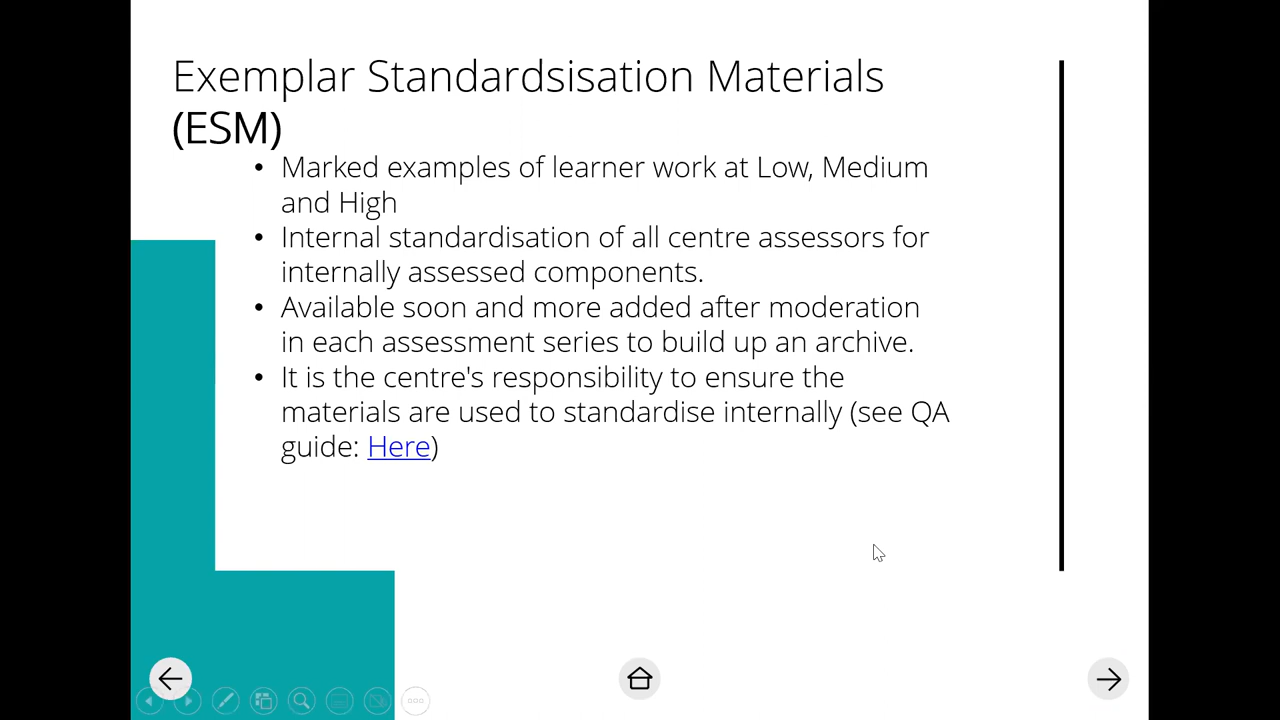 Exemplar Standardsisation Materials
(ESM)
• Marked examples of learner work at Low, Medium
and High
• Internal standardisation of all centre assessors for
internally assessed components.
• Available soon and more added after moderation
in each assessment series to build up an archive.
• It is the centre's responsibility to ensure the
materials are used to standardise internally (see QA
guide: Here)